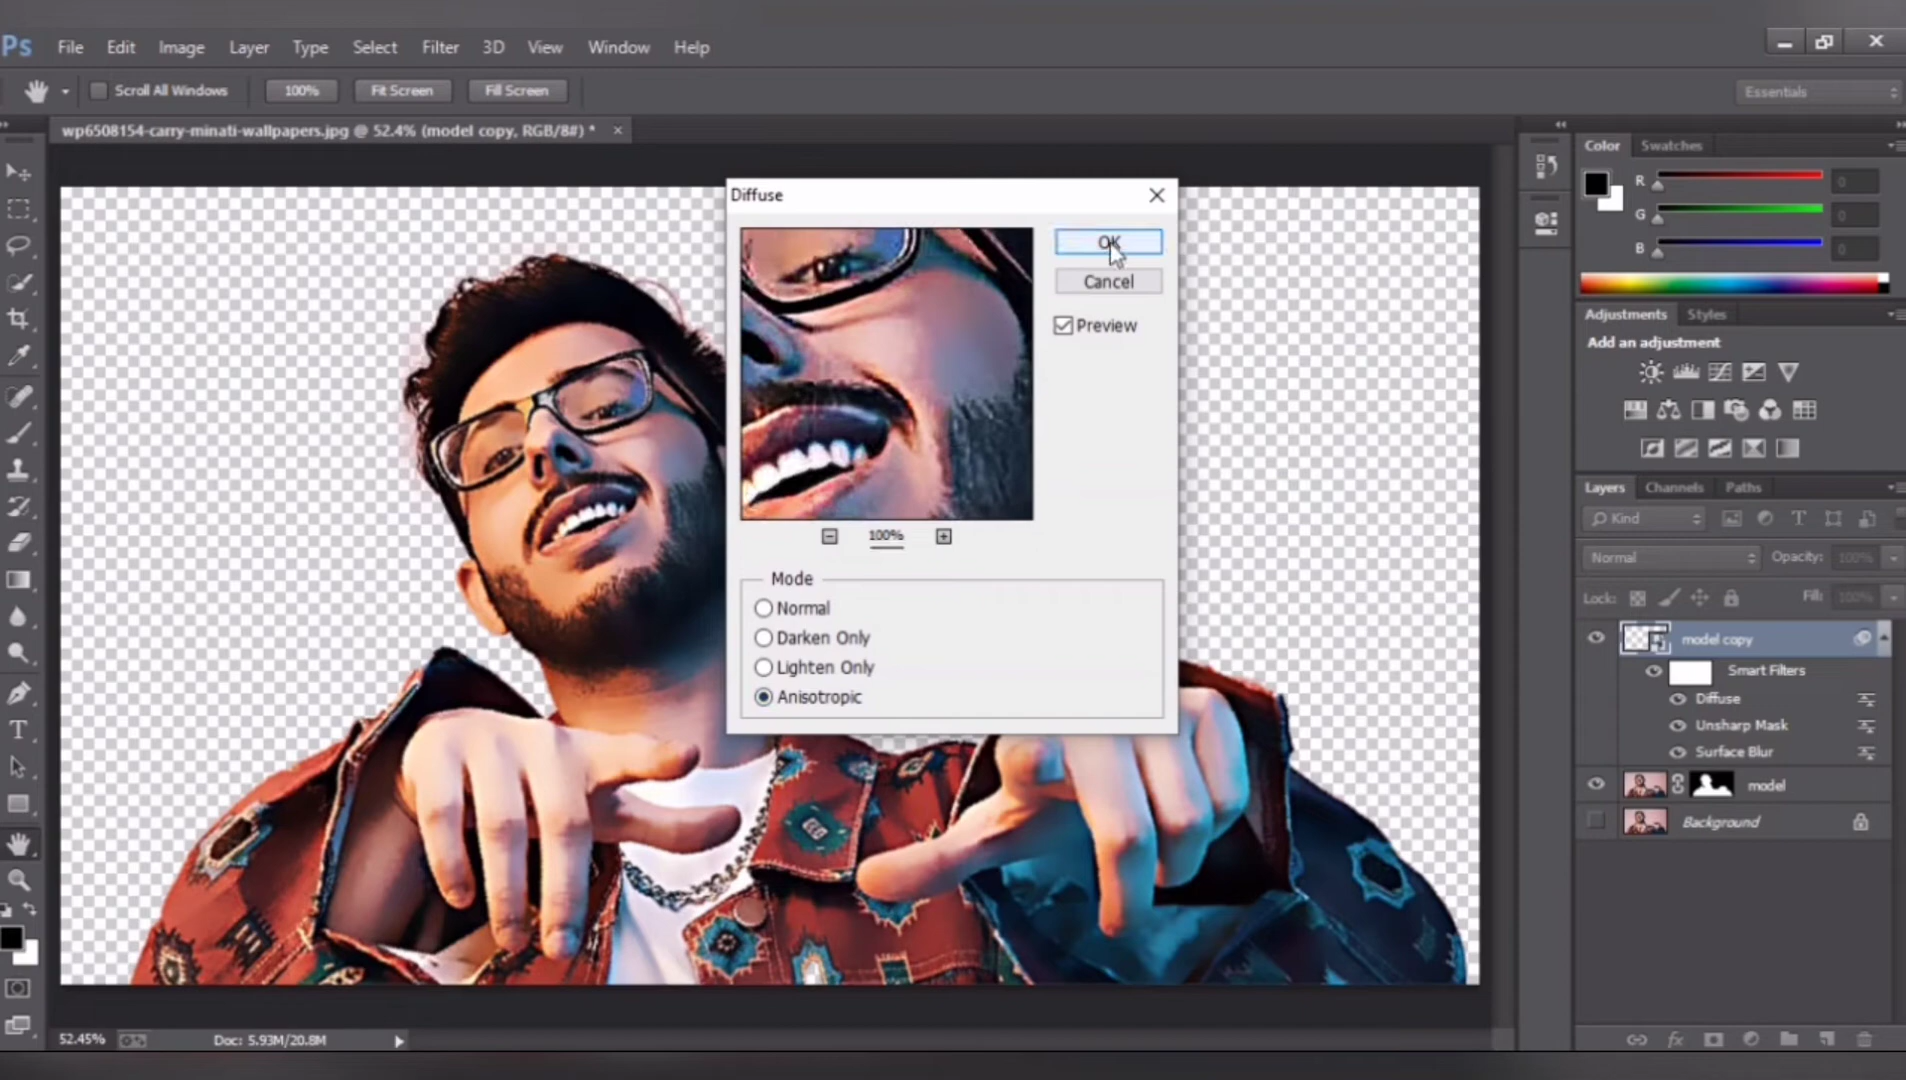 Ps File Edit Image Layer Type Select Filter 3D View Window Help
Scroll All Windows 100% Fit Screen Fill Screen Essentials
wp6508154-carry-minati-wallpapers.jpg @ 52.4% (model copy, RGB/8#) * ×
Color Swatches
R 0
G 0
B 0
Adjustments Styles
Add an adjustment
Layers Channels Paths
Kind
Normal Opacity: 100%
Lock: Fill: 100%
model copy
Smart Filters
Diffuse
Unsharp Mask
Surface Blur
model
Background
Diffuse
OK
Cancel
Preview
100%
Mode
Normal
Darken Only
Lighten Only
Anisotropic
52.45% Doc: 5.93M/20.8M